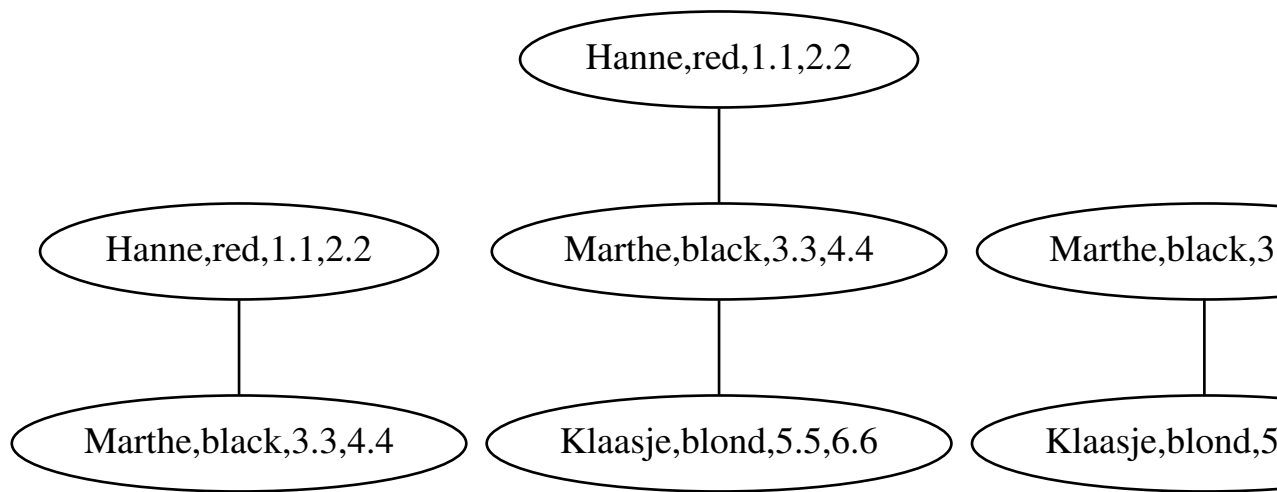 Hanne,red,1.1,2.2
Hanne,red,1.1,2.2
Marthe,black,3.3,4.4
Marthe,black,3
Marthe,black,3.3,4.4
Klaasje,blond,5.5,6.6
Klaasje,blond,5